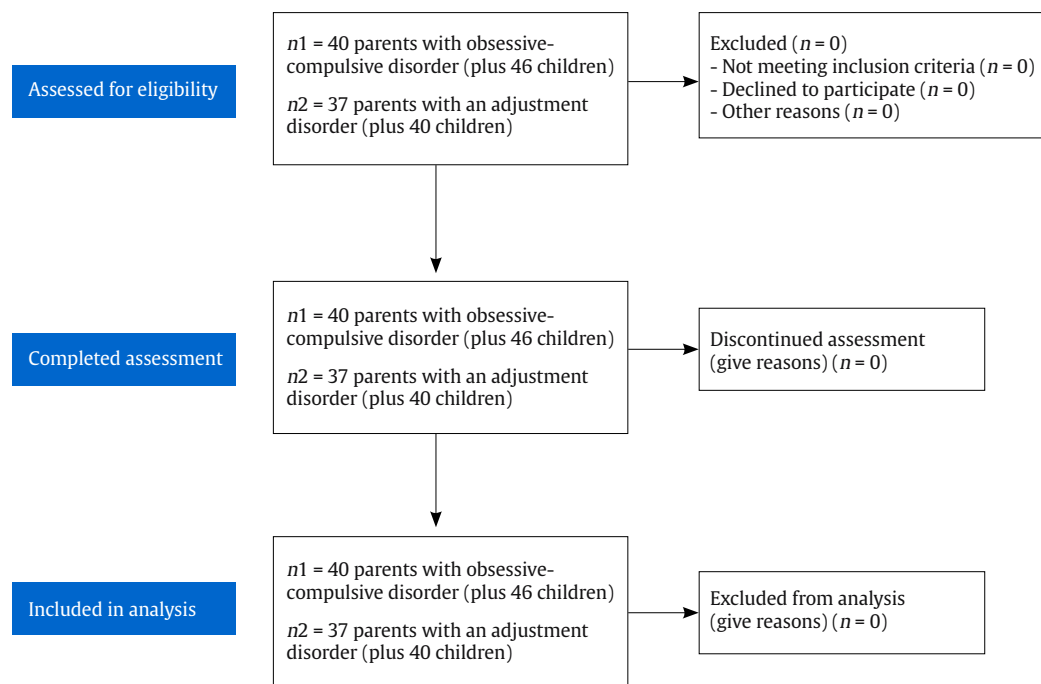 Assessed for eligibility
n1 = 40 parents with obsessive-
compulsive disorder (plus 46 children)
n2 = 37 parents with an adjustment
disorder (plus 40 children)
Excluded (n = 0)
- Not meeting inclusion criteria (n = 0)
- Declined to participate (n = 0)
- Other reasons (n = 0)
Completed assessment
n1 = 40 parents with obsessive-
compulsive disorder (plus 46 children)
n2 = 37 parents with an adjustment
disorder (plus 40 children)
Discontinued assessment
(give reasons) (n = 0)
Included in analysis
n1 = 40 parents with obsessive-
compulsive disorder (plus 46 children)
n2 = 37 parents with an adjustment
disorder (plus 40 children)
Excluded from analysis
(give reasons) (n = 0)